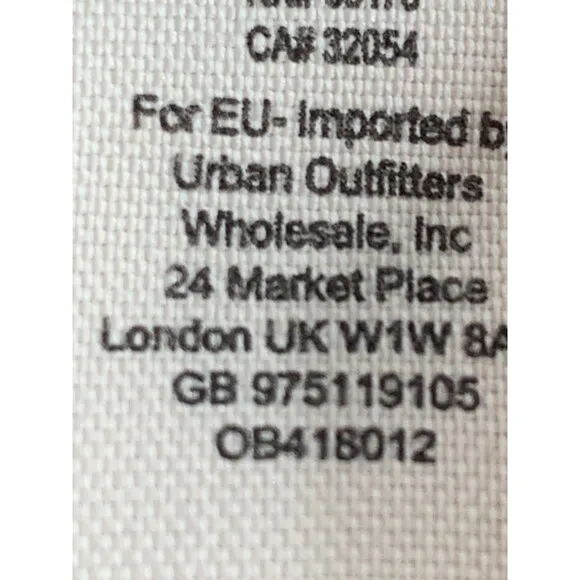 CA# 32054
For EU- Imported by
Urban Outfitters
Wholesale, Inc
24 Market Place
London UK W1W 8A
GB 975119105
OB418012